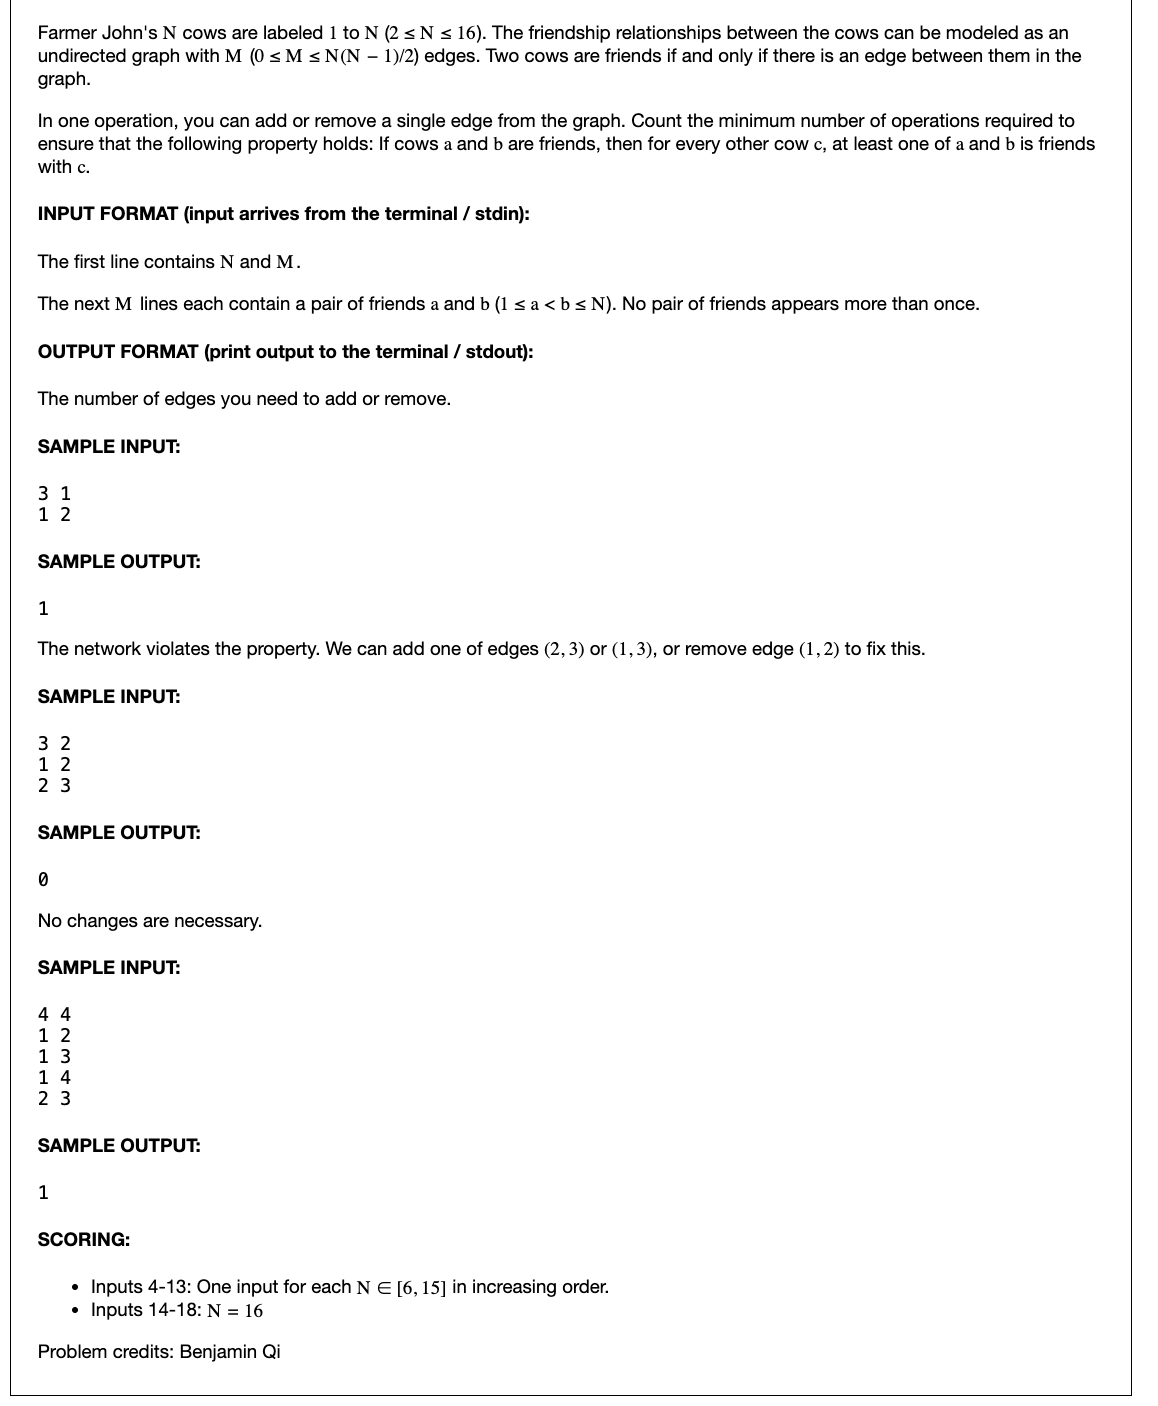 Farmer John's N cows are labeled 1 to N (2 ≤ N ≤ 16). The friendship relationships between the cows can be modeled as an
undirected graph with M (0 ≤ M ≤ N(N − 1)/2) edges. Two cows are friends if and only if there is an edge between them in the
graph.
In one operation, you can add or remove a single edge from the graph. Count the minimum number of operations required to
ensure that the following property holds: If cows a and b are friends, then for every other cow c, at least one of a and b is friends
with c.
INPUT FORMAT (input arrives from the terminal / stdin):
The first line contains N and M.
The next M lines each contain a pair of friends a and b (1 ≤ a < b ≤ N). No pair of friends appears more than once.
OUTPUT FORMAT (print output to the terminal / stdout):
The number of edges you need to add or remove.
SAMPLE INPUT:
3 1
1 2
SAMPLE OUTPUT:
1
The network violates the property. We can add one of edges (2, 3) or (1, 3), or remove edge (1, 2) to fix this.
SAMPLE INPUT:
3 2
1 2
2 3
SAMPLE OUTPUT:
0
No changes are necessary.
SAMPLE INPUT:
4 4
1 2
1 3
1 4
2 3
SAMPLE OUTPUT:
1
SCORING:
• Inputs 4-13: One input for each N ∈ [6, 15] in increasing order.
• Inputs 14-18: N = 16
Problem credits: Benjamin Qi